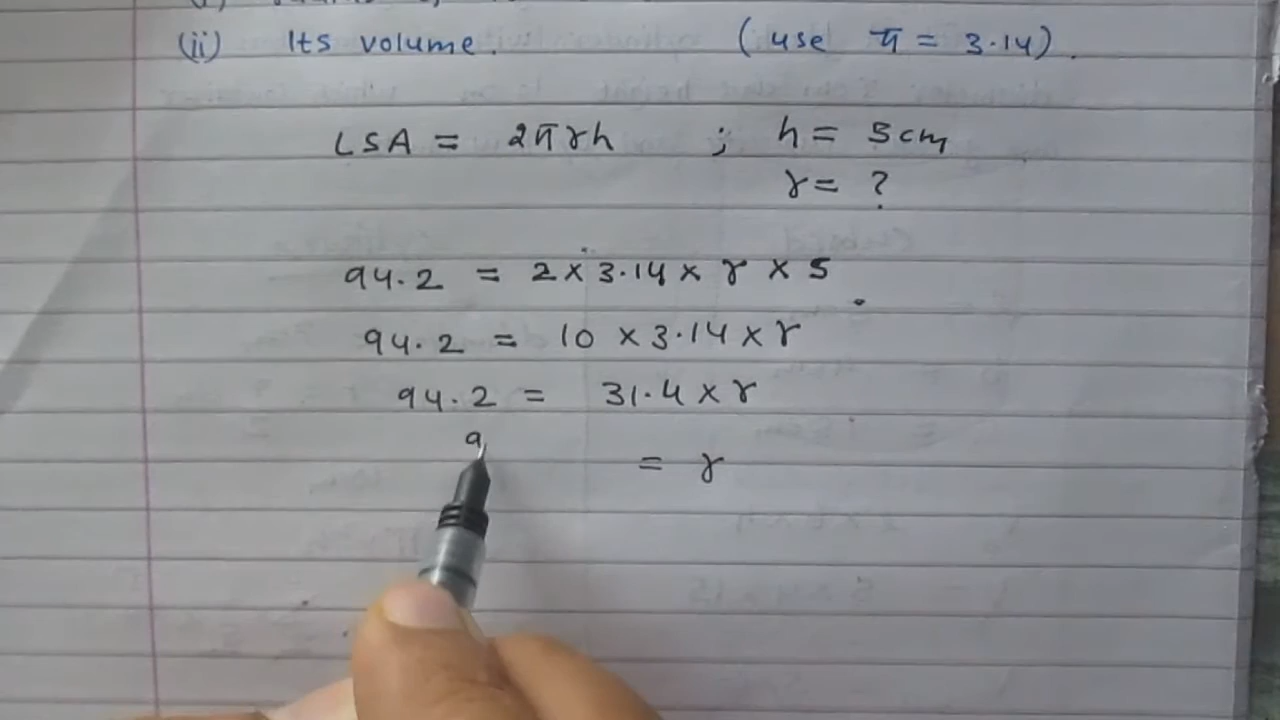 (ii) Its volume. (use π = 3.14).
LSA = 2πrh ; h = 5cm
r = ?
94.2 = 2 × 3.14 × r × 5
94.2 = 10 × 3.14 × r
94.2 = 31.4 × r
9 = r